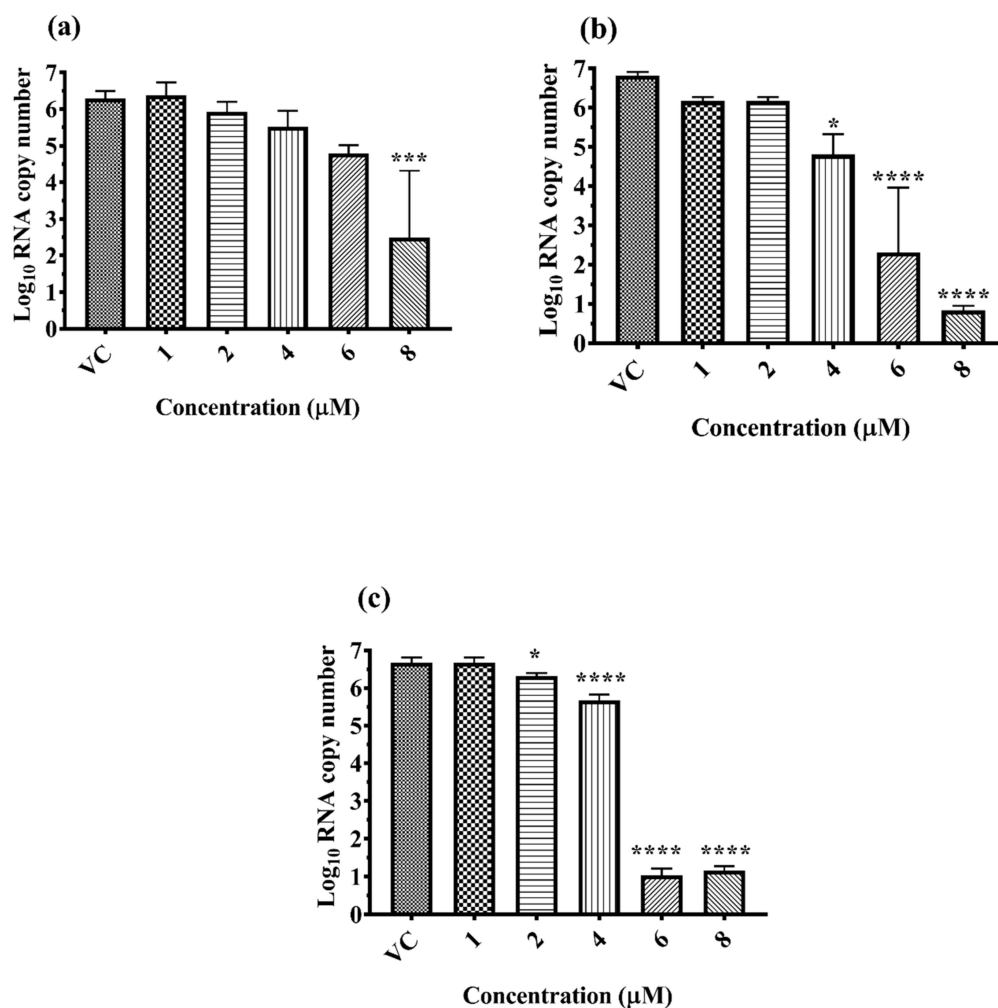 (a)
Log10 RNA copy number
7
6
5
4
3
2
1
0
***
VC 1 2 4 6 8
Concentration (μM)
(b)
Log10 RNA copy number
7
6
5
4
3
2
1
0
*
****
****
VC 1 2 4 6 8
Concentration (μM)
(c)
Log10 RNA copy number
7
6
5
4
3
2
1
0
*
****
**** ****
VC 1 2 4 6 8
Concentration (μM)